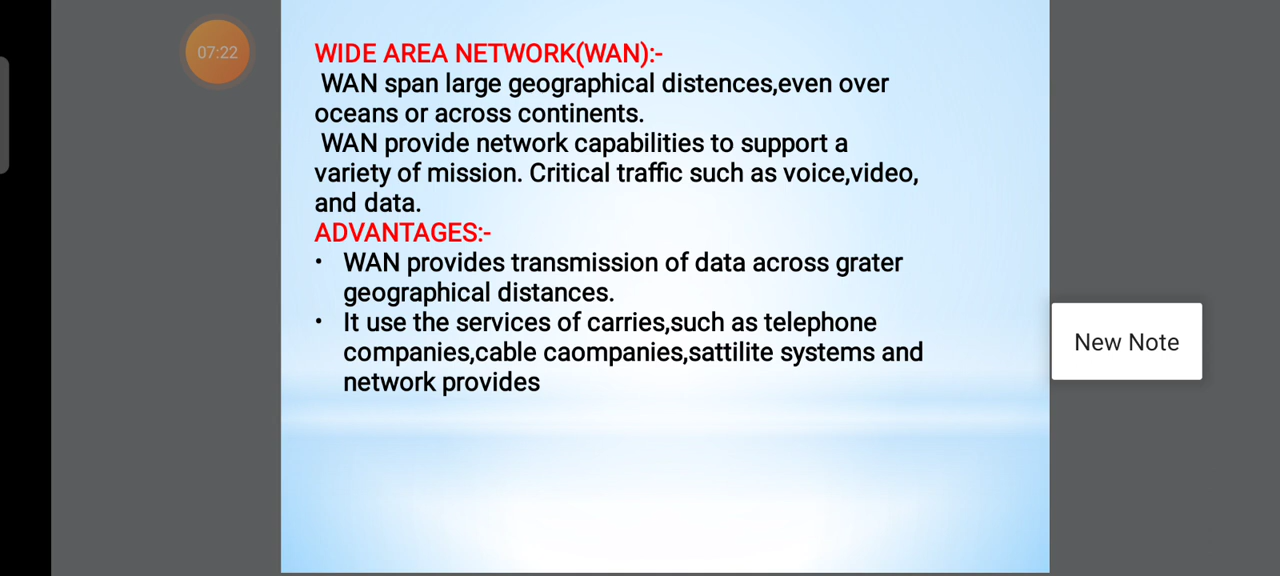 07:22
WIDE AREA NETWORK(WAN):-
WAN span large geographical distences,even over
oceans or across continents.
WAN provide network capabilities to support a
variety of mission. Critical traffic such as voice,video,
and data.
ADVANTAGES:-
• WAN provides transmission of data across grater
geographical distances.
• It use the services of carries,such as telephone
companies,cable caompanies,sattilite systems and
network provides
New Note